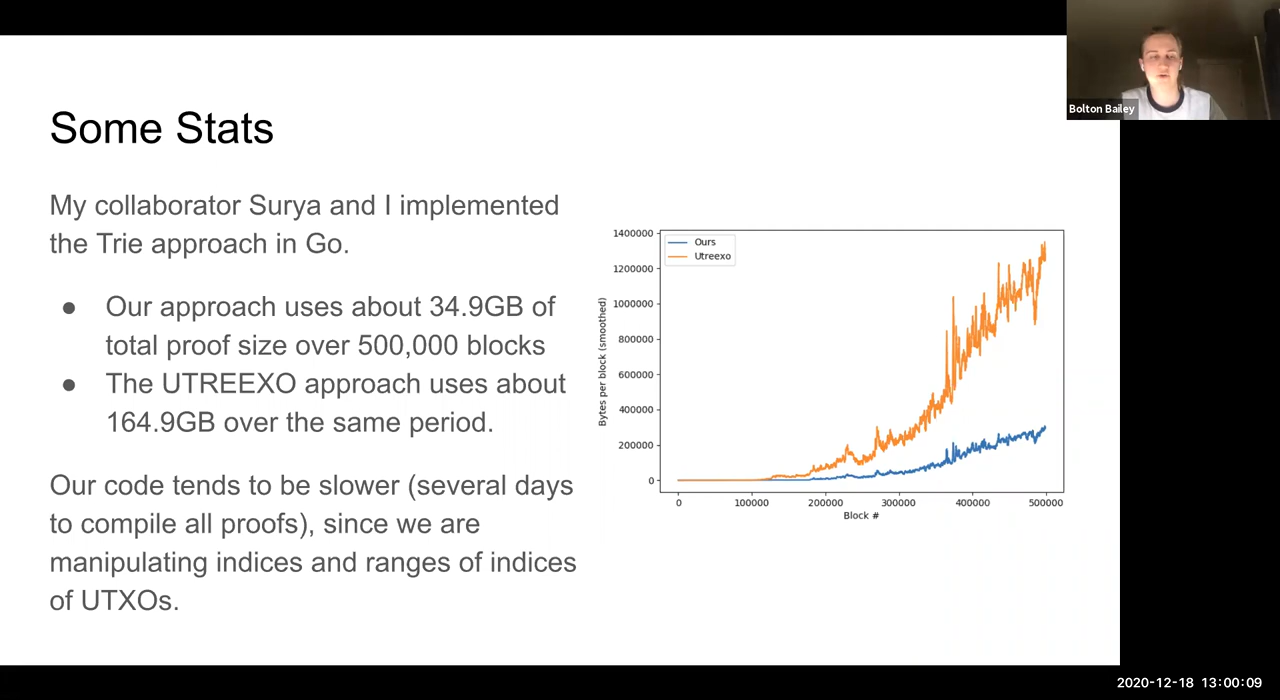 Bolton Bailey
Some Stats
My collaborator Surya and I implemented
the Trie approach in Go.
● Our approach uses about 34.9GB of
total proof size over 500,000 blocks
● The UTREEXO approach uses about
164.9GB over the same period.
Our code tends to be slower (several days
to compile all proofs), since we are
manipulating indices and ranges of indices
of UTXOs.
Ours
Utreexo
Bytes per block (smoothed)
1400000
1200000
1000000
800000
600000
400000
200000
0
0 100000 200000 300000 400000 500000
Block #
2020-12-18 13:00:09